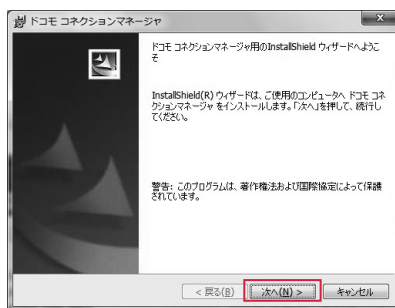 ドコモ コネクションマネージャ
ドコモ コネクションマネージャ用のInstallShield ウィザードへようこ
そ
InstallShield(R) ウィザードは、ご使用のコンピュータへ ドコモ コネ
クションマネージャ をインストールします。「次へ」を押して、続行し
てください。
警告: このプログラムは、著作権法および国際協定によって保護
されています。
< 戻る(B)
次へ(N) >
キャンセル